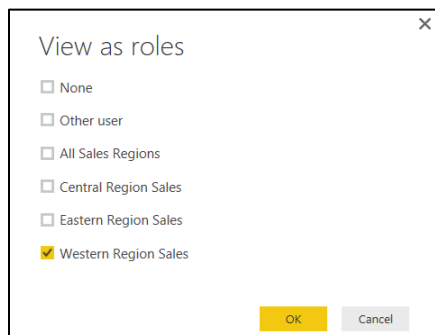 View as roles
None
Other user
All Sales Regions
Central Region Sales
Eastern Region Sales
Western Region Sales
OK Cancel